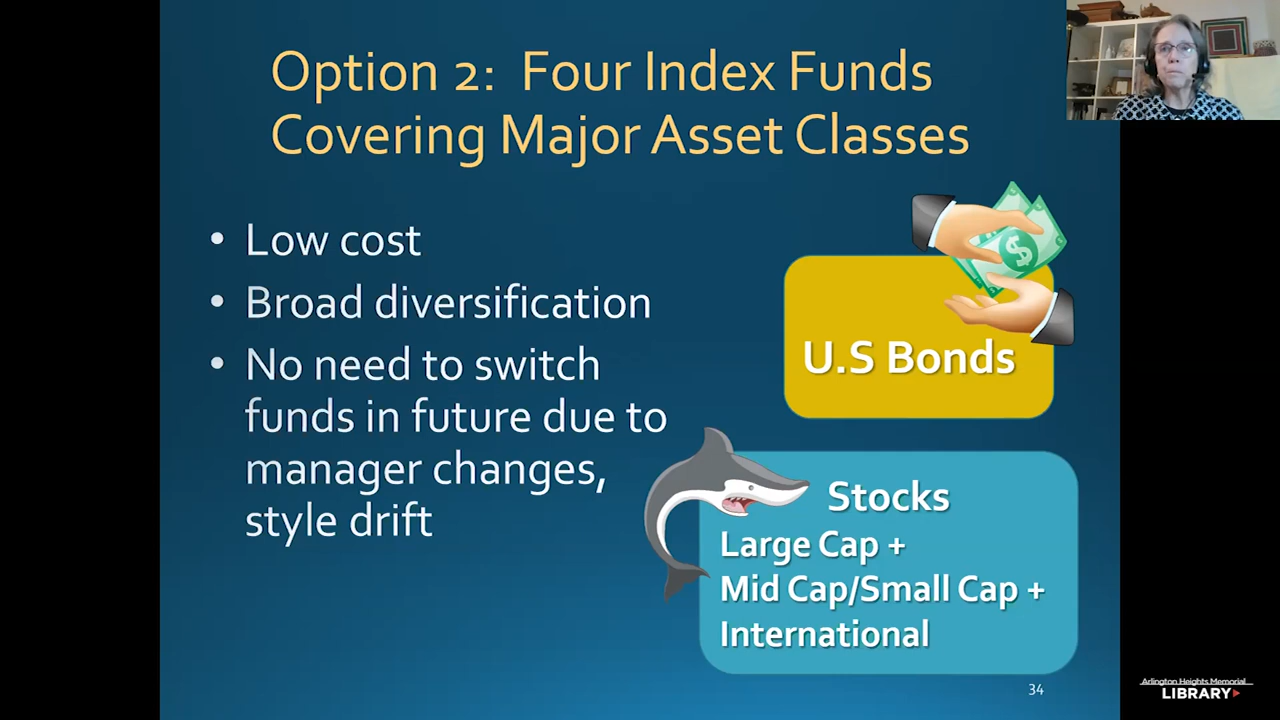 Option 2: Four Index Funds
Covering Major Asset Classes
• Low cost
• Broad diversification
• No need to switch
funds in future due to
manager changes,
style drift
$
U.S Bonds
Stocks
Large Cap +
Mid Cap/Small Cap +
International
34
Arlington Heights Memorial
LIBRARY